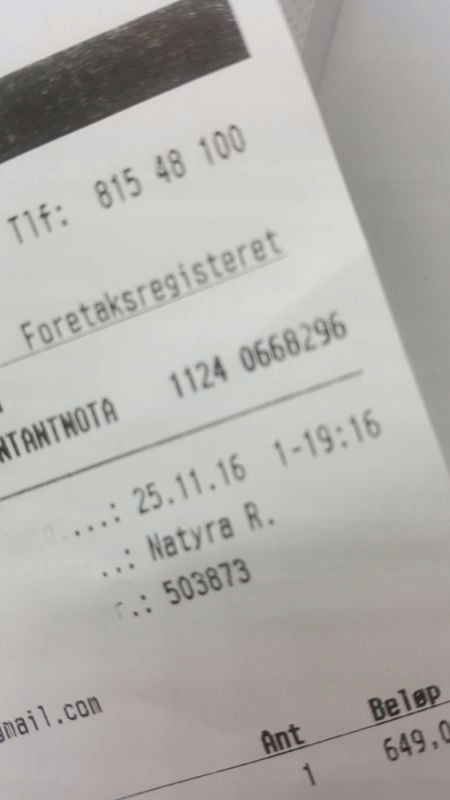 Tlf: 815 48 100
Foretaksregisteret
NTANTNOTA 1124 0668296
....: 25.11.16 1-19:16
..: Natyra R.
r.: 503873
mail.com
Ant Beløp
1 649,0